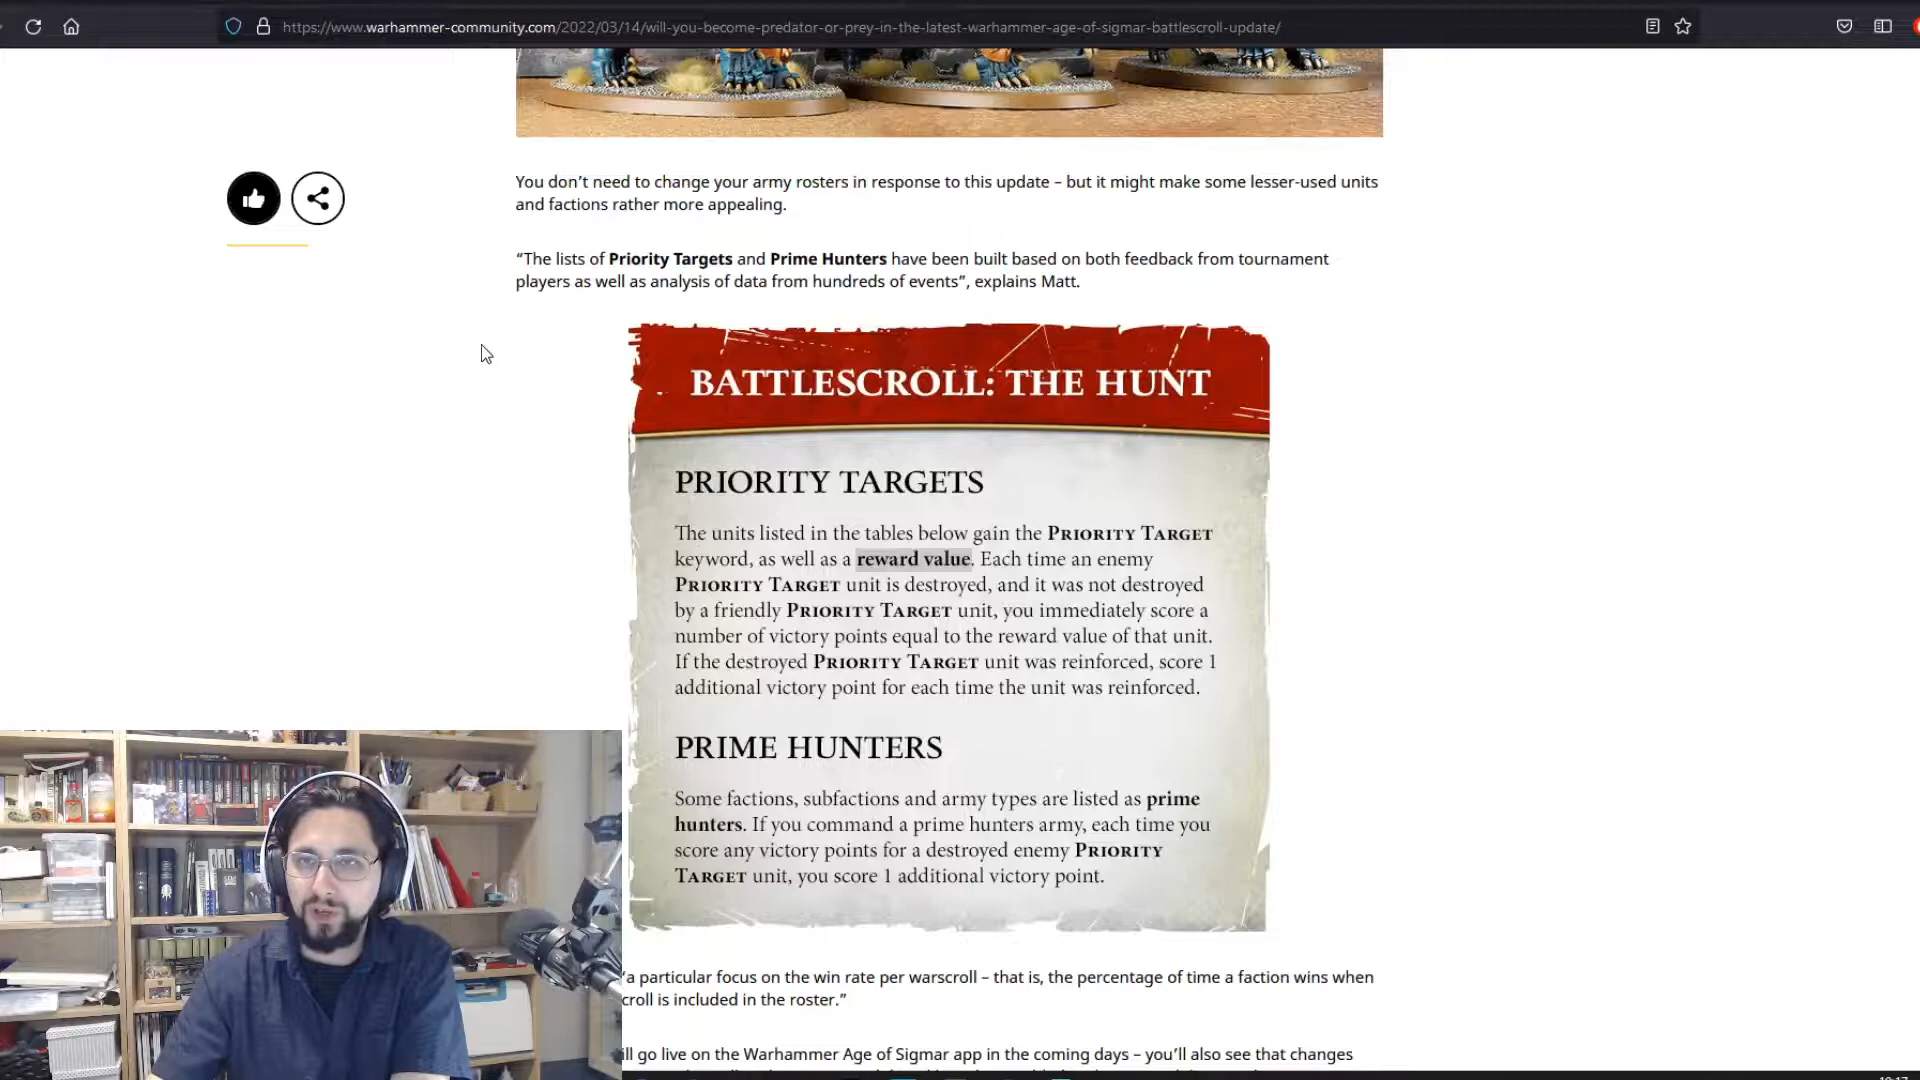 https://www.warhammer-community.com/2022/03/14/will-you-become-predator-or-prey-in-the-latest-warhammer-age-of-sigmar-battlescroll-update/
You don’t need to change your army rosters in response to this update – but it might make some lesser-used units
and factions rather more appealing.
“The lists of Priority Targets and Prime Hunters have been built based on both feedback from tournament
players as well as analysis of data from hundreds of events”, explains Matt.
BATTLESCROLL: THE HUNT
PRIORITY TARGETS
The units listed in the tables below gain the PRIORITY TARGET
keyword, as well as a reward value. Each time an enemy
PRIORITY TARGET unit is destroyed, and it was not destroyed
by a friendly PRIORITY TARGET unit, you immediately score a
number of victory points equal to the reward value of that unit.
If the destroyed PRIORITY TARGET unit was reinforced, score 1
additional victory point for each time the unit was reinforced.
PRIME HUNTERS
Some factions, subfactions and army types are listed as prime
hunters. If you command a prime hunters army, each time you
score any victory points for a destroyed enemy PRIORITY
TARGET unit, you score 1 additional victory point.
a particular focus on the win rate per warscroll – that is, the percentage of time a faction wins when
croll is included in the roster.”
ill go live on the Warhammer Age of Sigmar app in the coming days – you’ll also see that changes